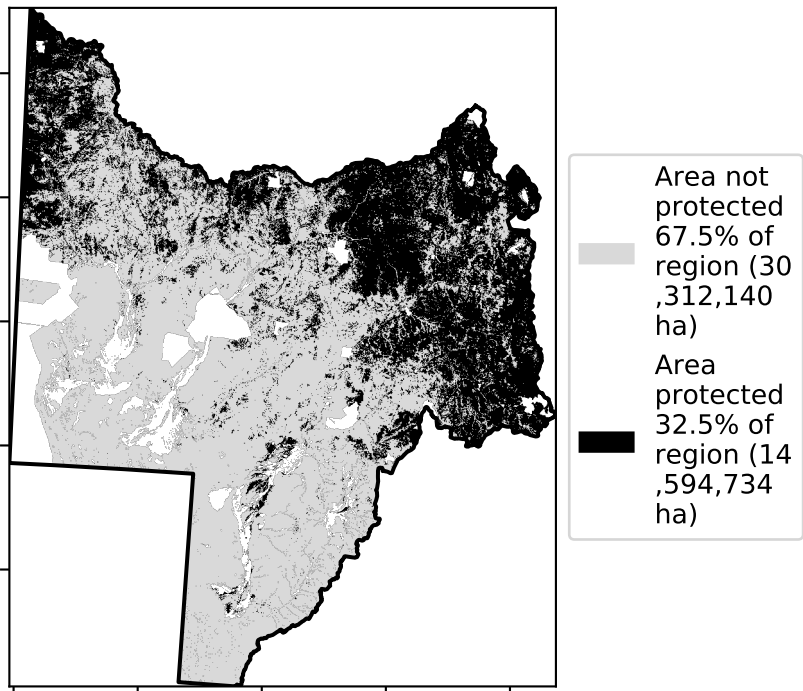 Area not
protected
67.5% of
region (30
,312,140
ha)
Area
protected
32.5% of
region (14
,594,734
ha)